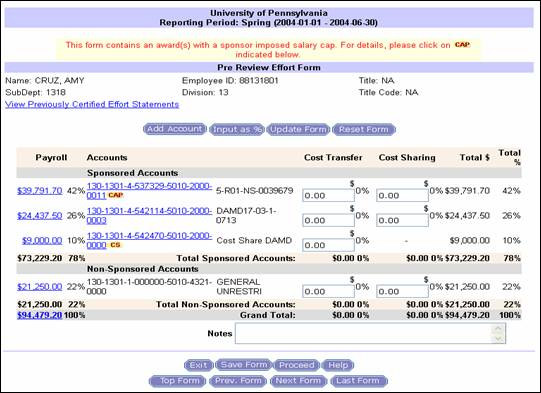 University of Pennsylvania
Reporting Period: Spring (2004-01-01 - 2004-06-30)
This form contains an award(s) with a sponsor imposed salary cap. For details, please click on CAP
indicated below.
Pre Review Effort Form
Name: CRUZ, AMY Employee ID: 88131801 Title: NA
SubDept: 1318 Division: 13 Title Code: NA
View Previously Certified Effort Statements
Add Account Input as % Update Form Reset Form
Payroll Accounts Cost Transfer Cost Sharing Total $ Total %
Sponsored Accounts
$39,791.70 42% 130-1301-4-537329-5010-2000-0011 CAP 5-R01-NS-0039679 $ 0.00 0% $ 0.00 0% $39,791.70 42%
$24,437.50 26% 130-1301-4-542114-5010-2000-0003 DAMD17-03-1-0713 $ 0.00 0% $ 0.00 0% $24,437.50 26%
$9,000.00 10% 130-1301-4-542470-5010-2000-0000 CS Cost Share DAMD $ 0.00 0% - $9,000.00 10%
$73,229.20 78% Total Sponsored Accounts: $0.00 0% $0.00 0% $73,229.20 78%
Non-Sponsored Accounts
$21,250.00 22% 130-1301-1-000000-5010-4321-0000 GENERAL UNRESTRI $ 0.00 0% $ 0.00 0% $21,250.00 22%
$21,250.00 22% Total Non-Sponsored Accounts: $0.00 0% $0.00 0% $21,250.00 22%
$94,479.20 100% Grand Total: $0.00 0% $0.00 0% $94,479.20 100%
Notes
Exit Save Form Proceed Help
Top Form Prev. Form Next Form Last Form